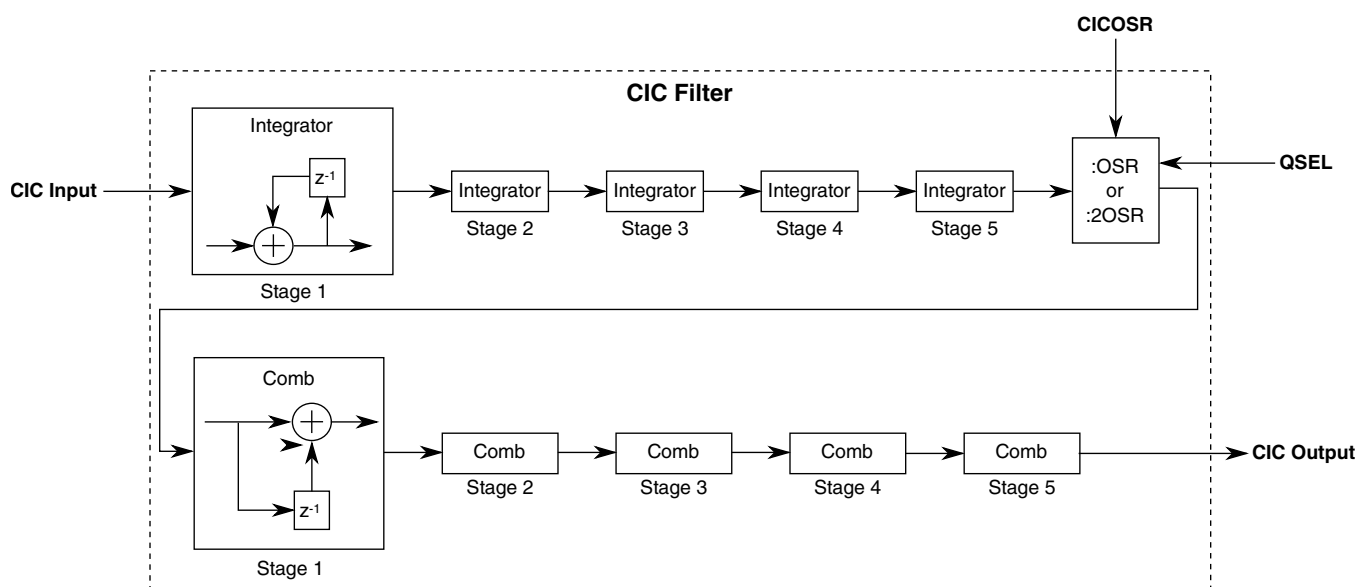 CICOSR
CIC Filter
Integrator
z-1
+
Stage 1
CIC Input
Integrator
Stage 2
Integrator
Stage 3
Integrator
Stage 4
Integrator
Stage 5
:OSR
or
:2OSR
QSEL
Comb
+
z-1
Stage 1
Comb
Stage 2
Comb
Stage 3
Comb
Stage 4
Comb
Stage 5
CIC Output